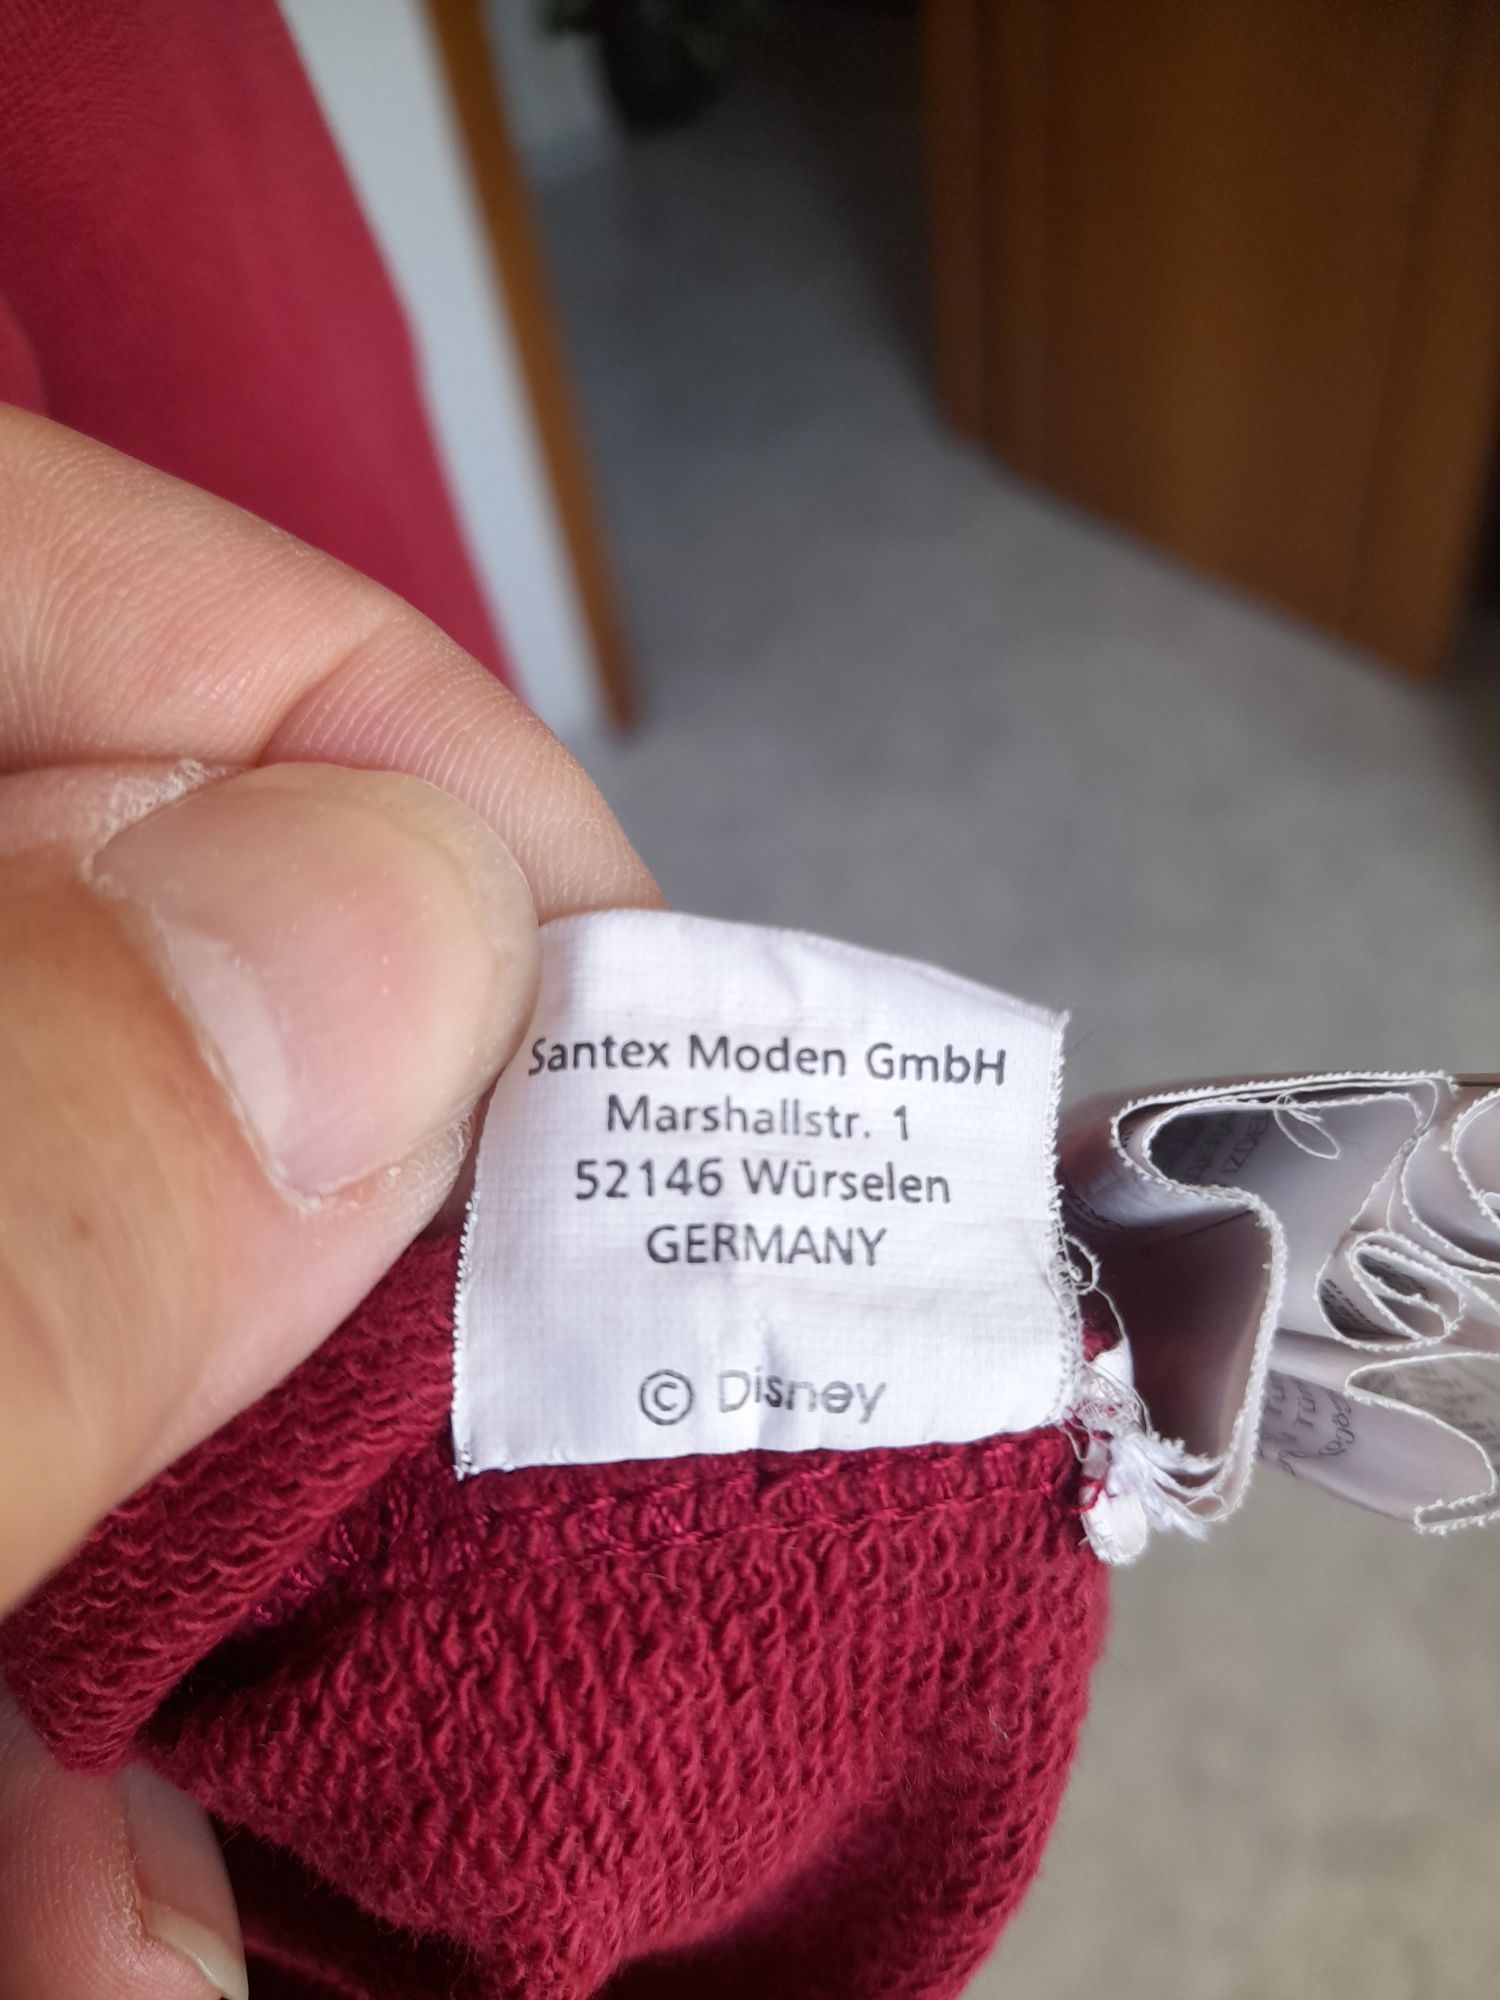 Santex Moden GmbH
Marshallstr. 1
52146 Würselen
GERMANY
© Disney